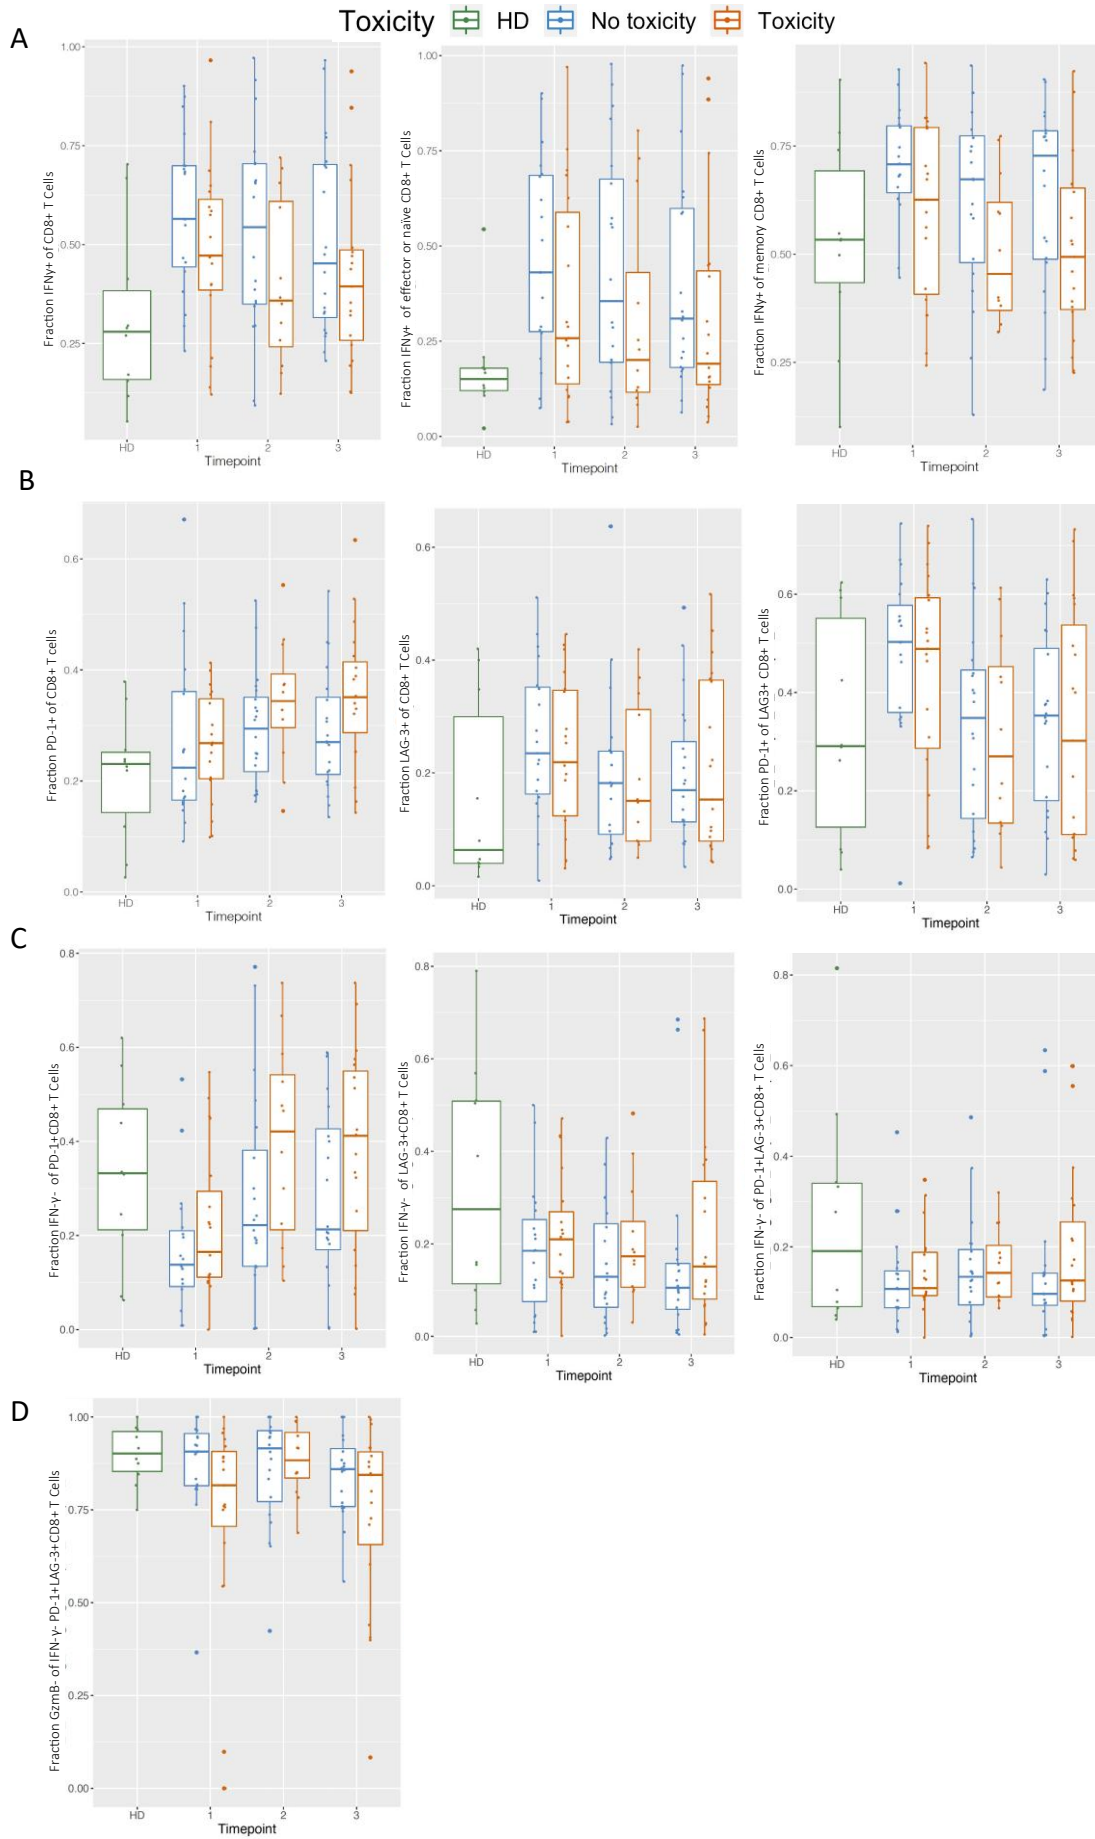 Toxicity HD No toxicity Toxicity
A
Fraction IFNγ+ of CD8+ T Cells
1.00
0.75
0.50
0.25
HD 1 2 3
Timepoint
Fraction IFNγ+ of effector or naïve CD8+ T Cells
1.00
0.75
0.50
0.25
0.00
HD 1 2 3
Timepoint
Fraction IFNγ+ of memory CD8+ T Cells
0.75
0.50
0.25
HD 1 2 3
Timepoint
B
Fraction PD-1+ of CD8+ T cells
0.6
0.4
0.2
0.0
HD 1 2 3
Timepoint
Fraction LAG-3+ of CD8+ T Cells
0.6
0.4
0.2
0.0
HD 1 2 3
Timepoint
Fraction PD-1+ of LAG3+ CD8+ T cells
0.6
0.4
0.2
0.0
HD 1 2 3
Timepoint
C
Fraction IFN-γ- of PD-1+CD8+ T Cells
0.8
0.6
0.4
0.2
0.0
HD 1 2 3
Timepoint
Fraction IFN-γ- of LAG-3+CD8+ T Cells
0.8
0.6
0.4
0.2
0.0
HD 1 2 3
Timepoint
Fraction IFN-γ- of PD-1+LAG-3+CD8+ T Cells
0.8
0.6
0.4
0.2
0.0
HD 1 2 3
Timepoint
D
Fraction GzmB- of IFN-γ- PD-1+LAG-3+CD8+ T Cells
1.00
0.75
0.50
0.25
0.00
HD 1 2 3
Timepoint